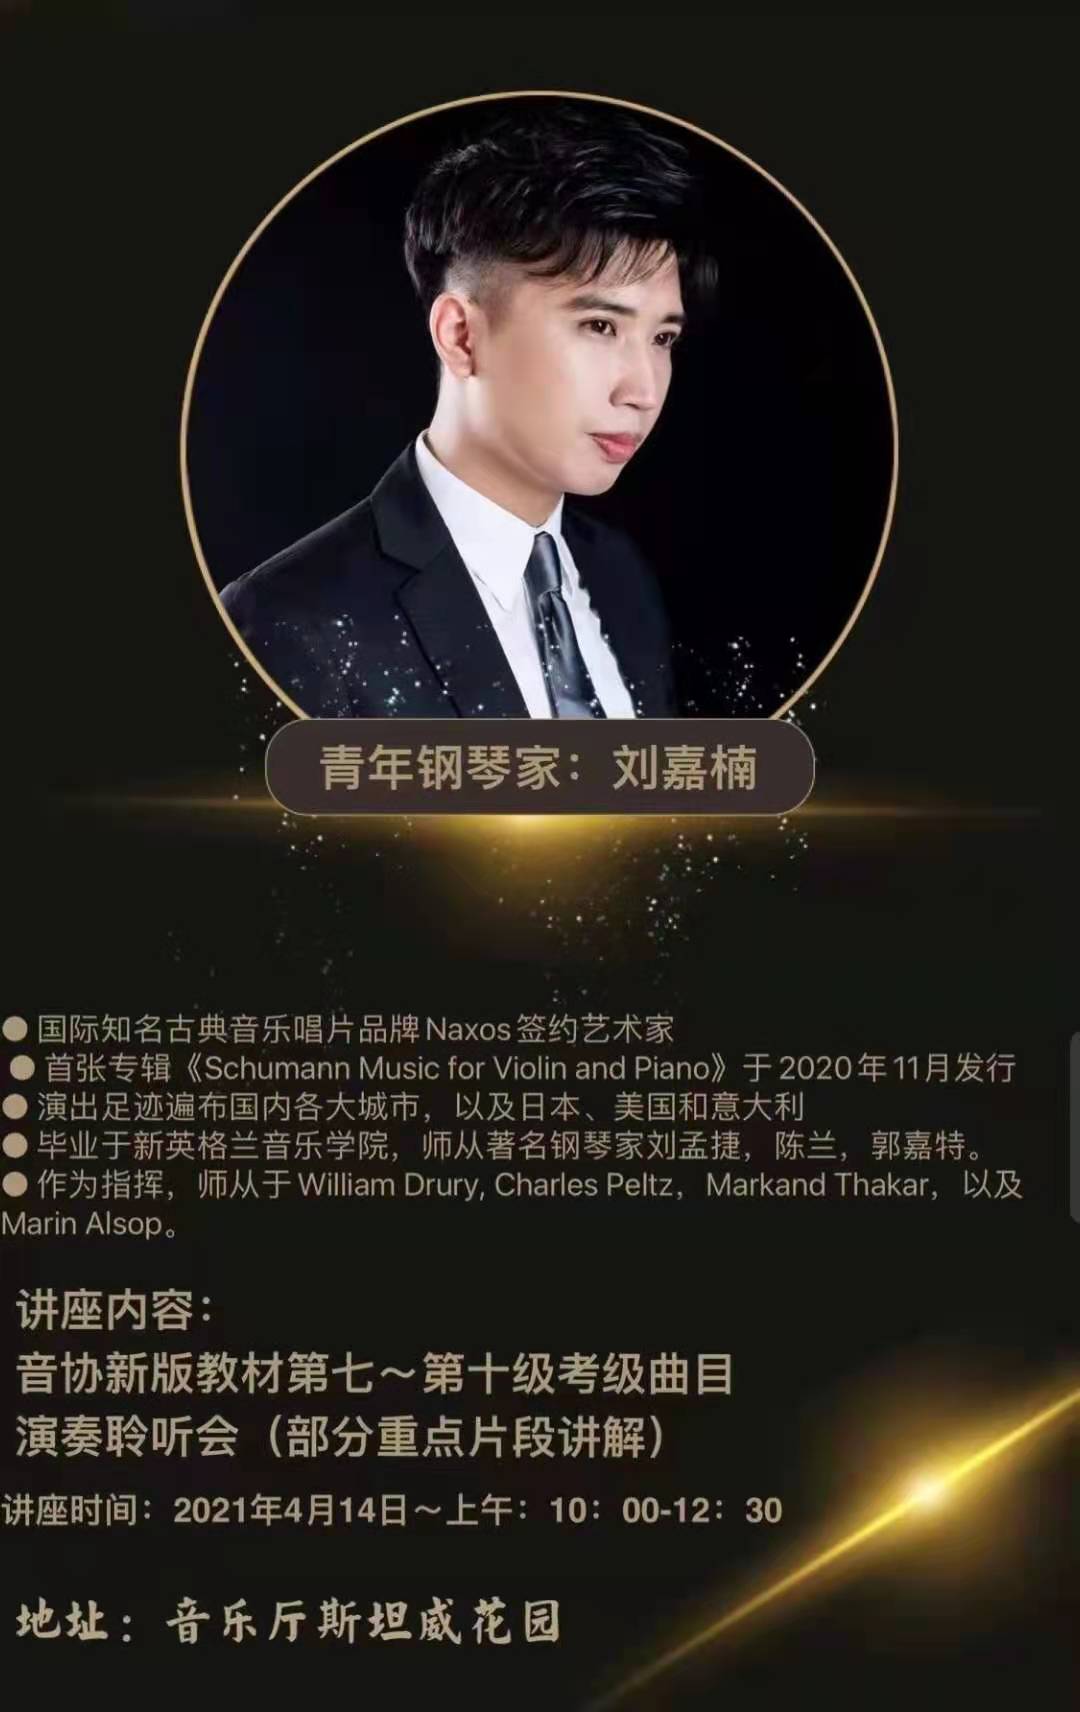 青年钢琴家：刘嘉楠
● 国际知名古典音乐唱片品牌Naxos签约艺术家
● 首张专辑《Schumann Music for Violin and Piano》于2020年11月发行
● 演出足迹遍布国内各大城市，以及日本、美国和意大利
● 毕业于新英格兰音乐学院，师从著名钢琴家刘孟捷，陈兰，郭嘉特。
● 作为指挥，师从于William Drury, Charles Peltz，Markand Thakar，以及
Marin Alsop。
讲座内容：
音协新版教材第七～第十级考级曲目
演奏聆听会（部分重点片段讲解）
讲座时间：2021年4月14日～上午：10：00-12：30
地址：音乐厅斯坦威花园